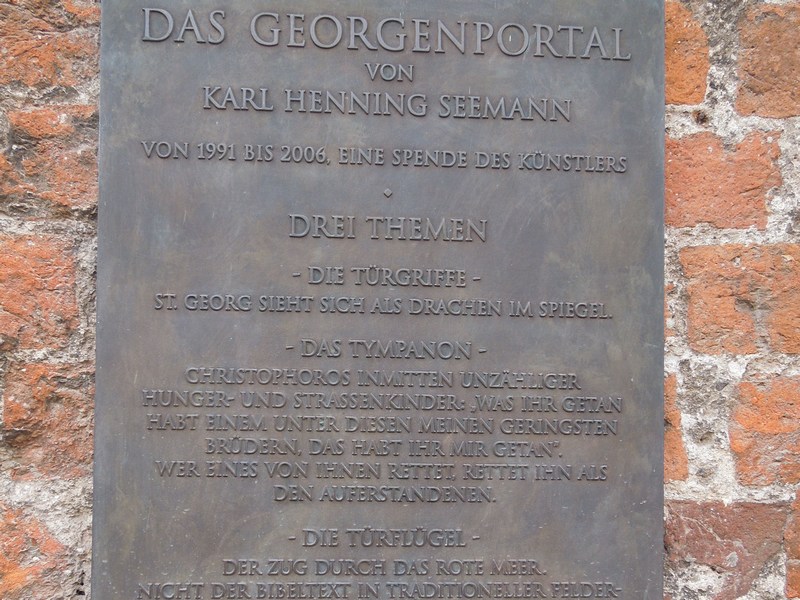 DAS GEORGENPORTAL
VON
KARL HENNING SEEMANN
VON 1991 BIS 2006, EINE SPENDE DES KÜNSTLERS
DREI THEMEN
- DIE TÜRGRIFFE -
ST. GEORG SIEHT SICH ALS DRACHEN IM SPIEGEL.
- DAS TYMPANON -
CHRISTOPHOROS INMITTEN UNZÄHLIGER
HUNGER- UND STRASSENKINDER: „WAS IHR GETAN
HABT EINEM UNTER DIESEN MEINEN GERINGSTEN
BRÜDERN, DAS HABT IHR MIR GETAN".
WER EINES VON IHNEN RETTET, RETTET IHN ALS
DEN AUFERSTANDENEN.
- DIE TÜRFLÜGEL -
DER ZUG DURCH DAS ROTE MEER.
NICHT DER BIBELTEXT IN TRADITIONELLER FELDER-